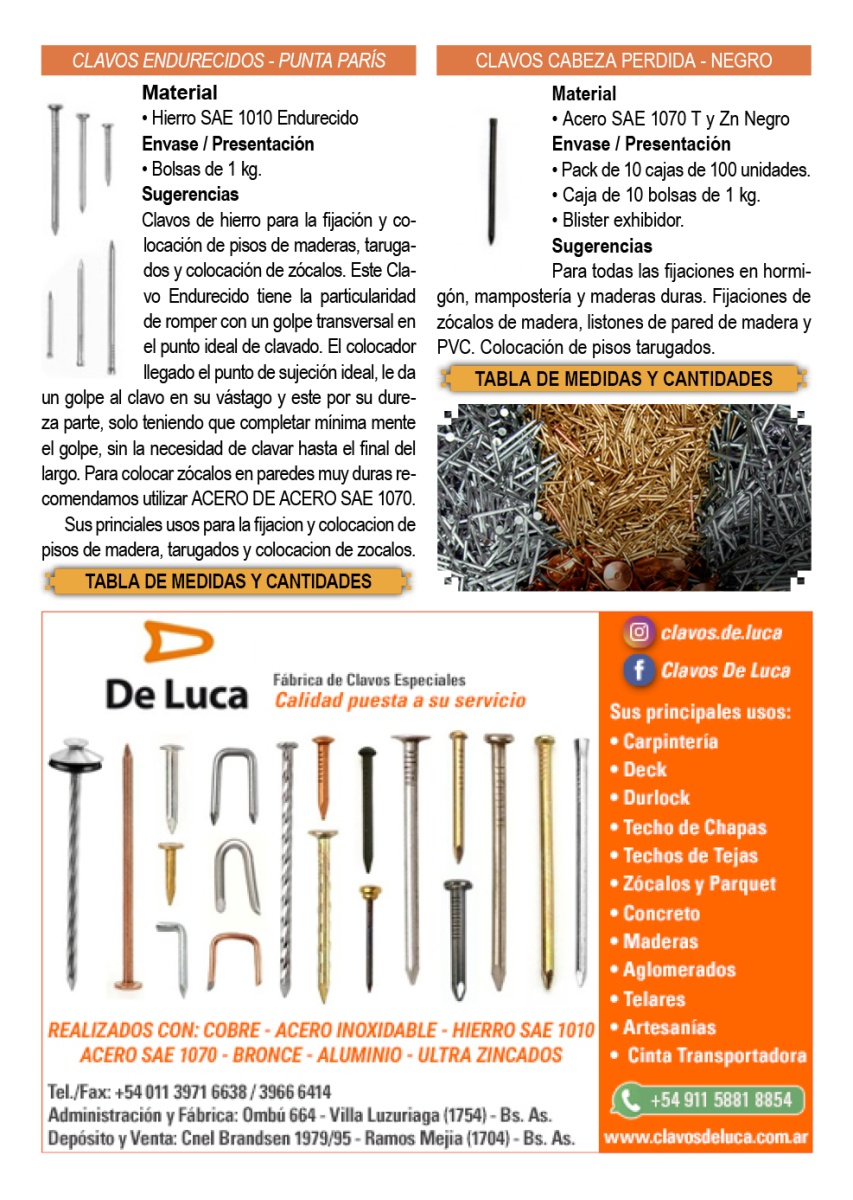 CLAVOS ENDURECIDOS - PUNTA PARÍS
Material
• Hierro SAE 1010 Endurecido
Envase / Presentación
• Bolsas de 1 kg.
Sugerencias
Clavos de hierro para la fijación y co-
locación de pisos de maderas, taruga-
dos y colocación de zócalos. Este Cla-
vo Endurecido tiene la particularidad
de romper con un golpe transversal en
el punto ideal de clavado. El colocador
llegado el punto de sujeción ideal, le da
un golpe al clavo en su vástago y este por su dure-
za parte, solo teniendo que completar mínima mente
el golpe, sin la necesidad de clavar hasta el final del
largo. Para colocar zócalos en paredes muy duras re-
comendamos utilizar ACERO DE ACERO SAE 1070.
Sus princiales usos para la fijacion y colocacion de
pisos de madera, tarugados y colocacion de zocalos.
TABLA DE MEDIDAS Y CANTIDADES
CLAVOS CABEZA PERDIDA - NEGRO
Material
• Acero SAE 1070 T y Zn Negro
Envase / Presentación
• Pack de 10 cajas de 100 unidades.
• Caja de 10 bolsas de 1 kg.
• Blister exhibidor.
Sugerencias
Para todas las fijaciones en hormi-
gón, mampostería y maderas duras. Fijaciones de
zócalos de madera, listones de pared de madera y
PVC. Colocación de pisos tarugados.
TABLA DE MEDIDAS Y CANTIDADES
De Luca
Fábrica de Clavos Especiales
Calidad puesta a su servicio
REALIZADOS CON: COBRE - ACERO INOXIDABLE - HIERRO SAE 1010
ACERO SAE 1070 - BRONCE - ALUMINIO - ULTRA ZINCADOS
Tel./Fax: +54 011 3971 6638 / 3966 6414
Administración y Fábrica: Ombú 664 - Villa Luzuriaga (1754) - Bs. As.
Depósito y Venta: Cnel Brandsen 1979/95 - Ramos Mejia (1704) - Bs. As.
clavos.de.luca
Clavos De Luca
Sus principales usos:
• Carpintería
• Deck
• Durlock
• Techo de Chapas
• Techos de Tejas
• Zócalos y Parquet
• Concreto
• Maderas
• Aglomerados
• Telares
• Artesanías
• Cinta Transportadora
+54 911 5881 8854
www.clavosdeluca.com.ar